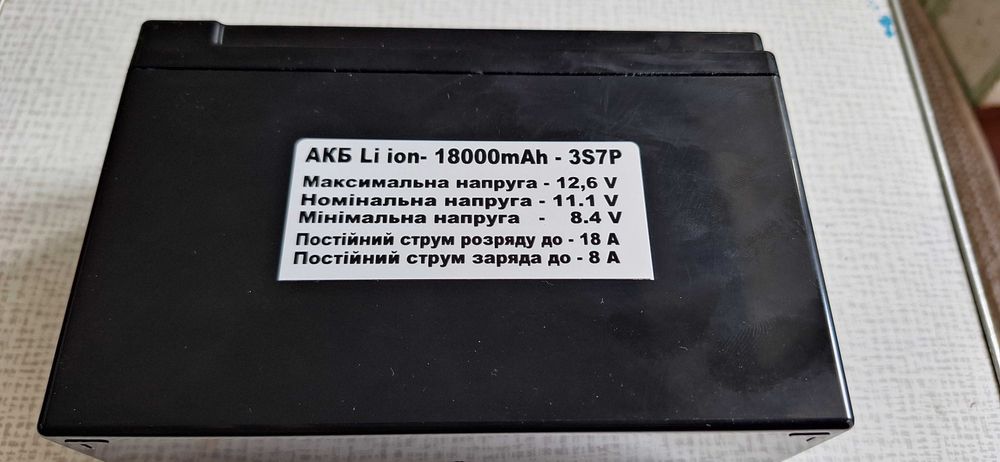 АКБ Li ion- 18000mAh - 3S7P
Максимальна напруга - 12,6 V
Номінальна напруга - 11.1 V
Мінімальна напруга - 8.4 V
Постійний струм розряду до - 18 А
Постійний струм заряда до - 8 А